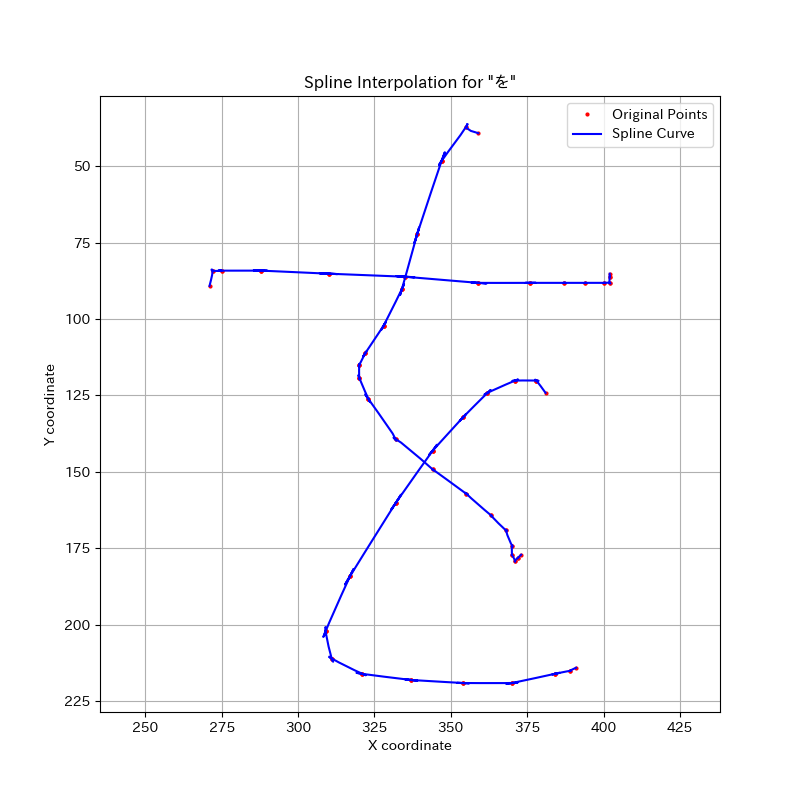 Spline Interpolation for "を"
Original Points
Spline Curve
Y coordinate
50
75
100
125
150
175
200
225
250 275 300 325 350 375 400 425
X coordinate
を